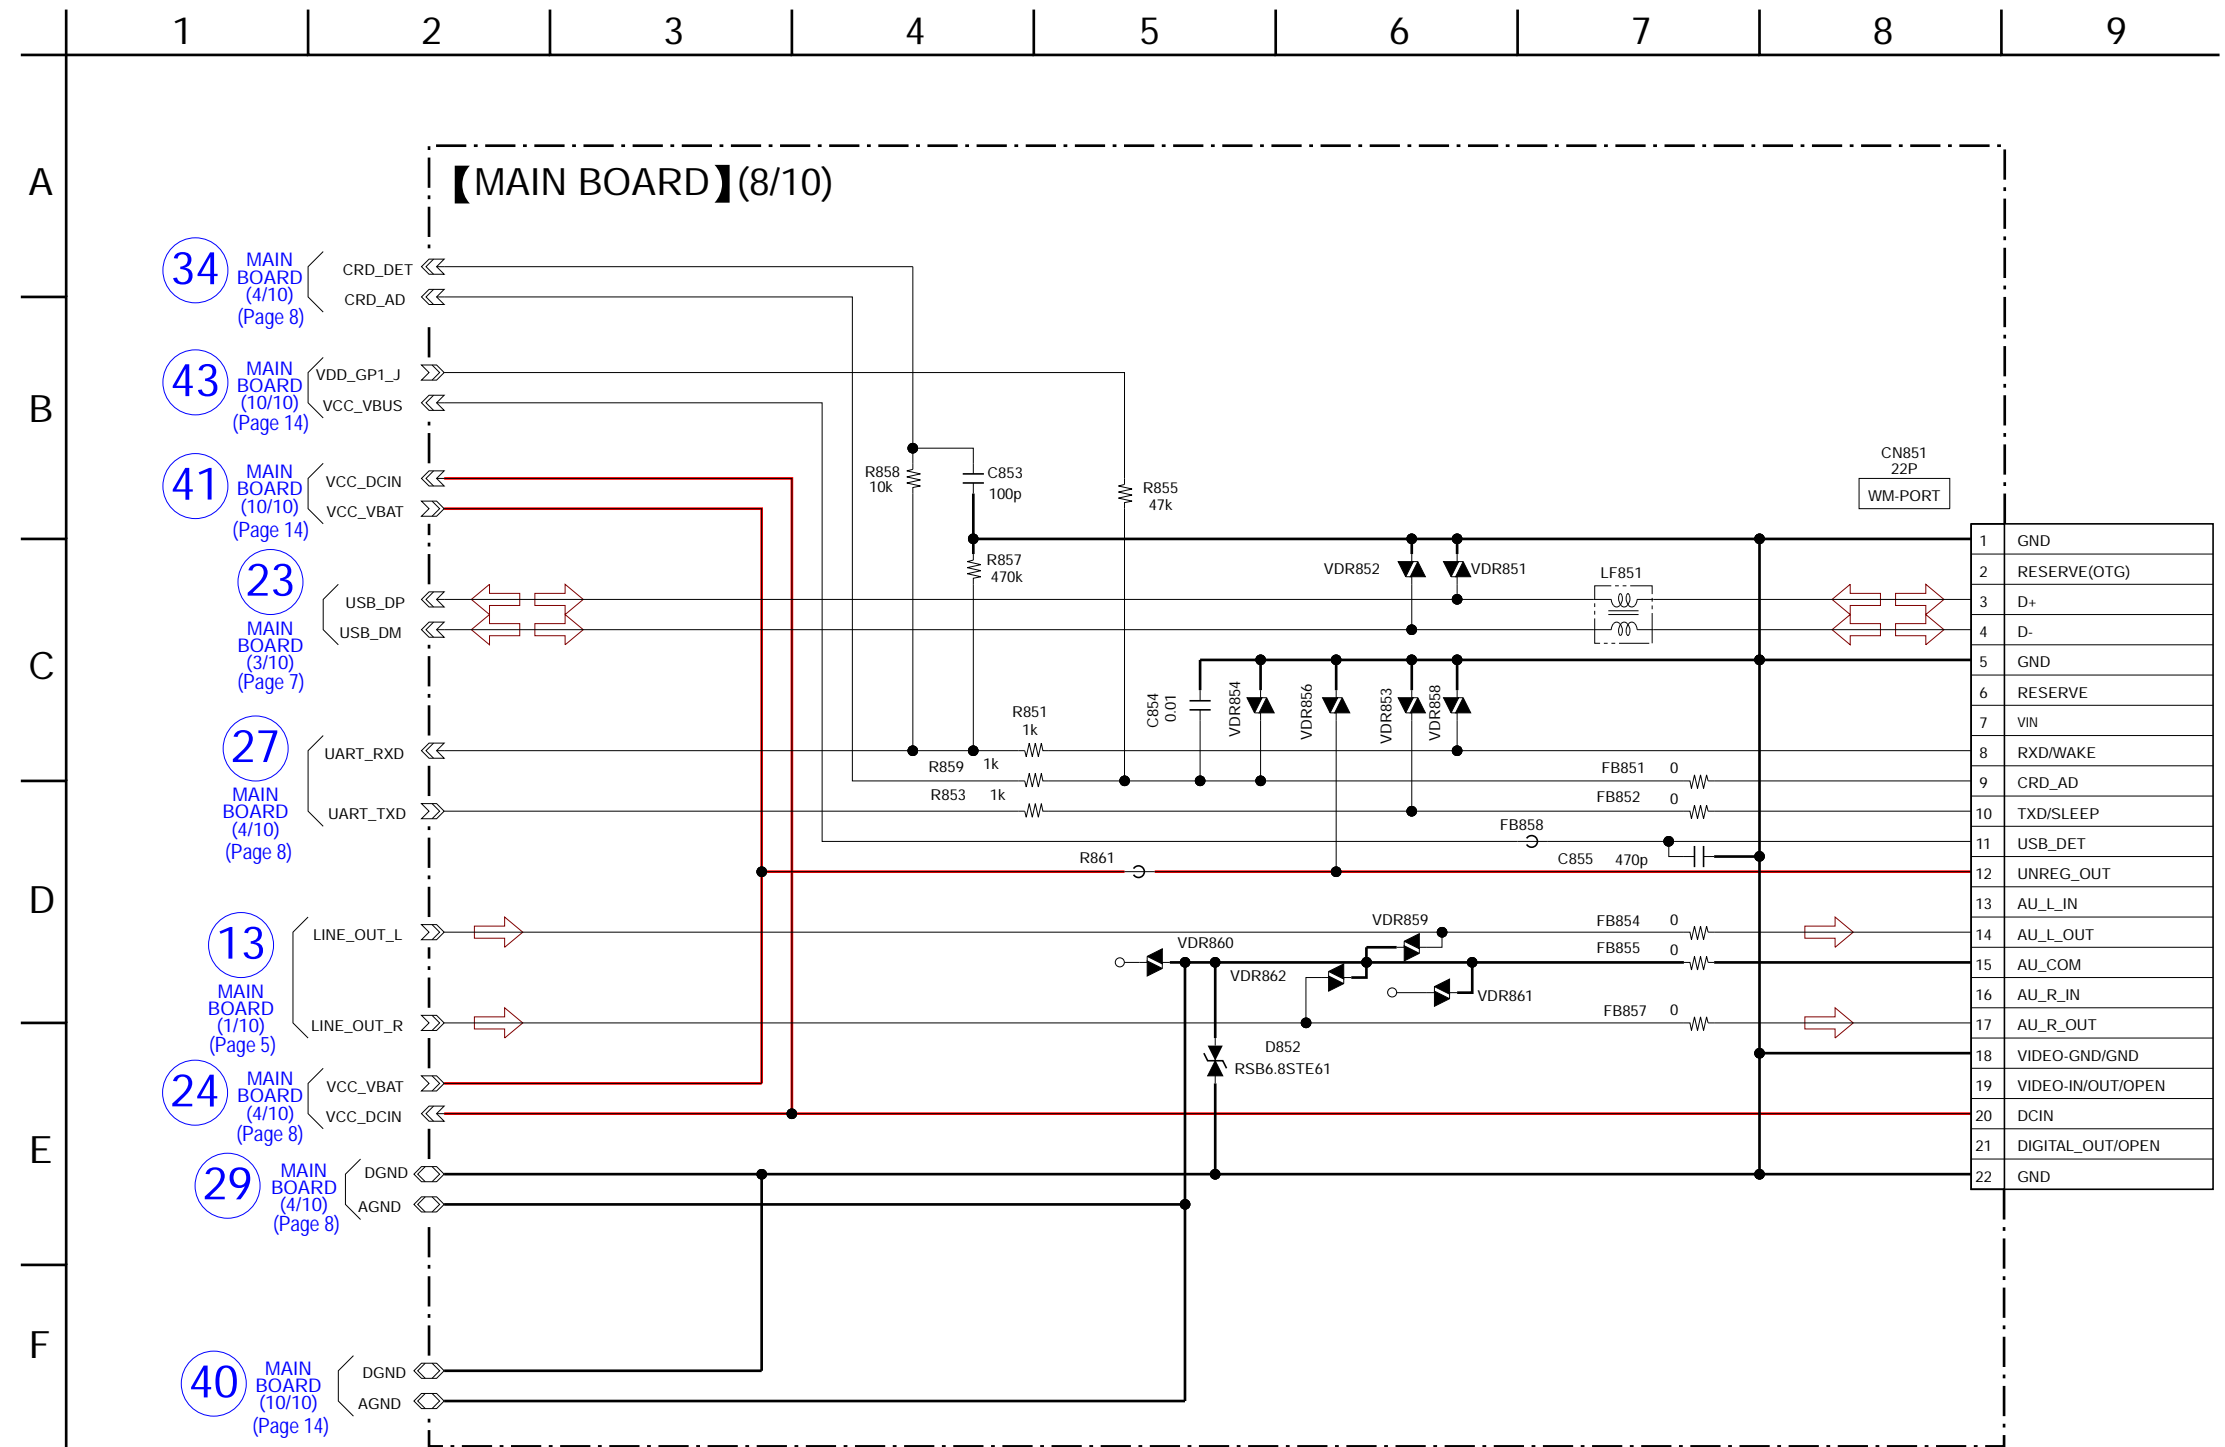 1 2 3 4 5 6 7 8 9
A
B
C
D
E
F
【MAIN BOARD】(8/10)
34
MAIN
BOARD
(4/10)
(Page 8)
CRD_DET
CRD_AD
43
MAIN
BOARD
(10/10)
(Page 14)
VDD_GP1_J
VCC_VBUS
41
MAIN
BOARD
(10/10)
(Page 14)
VCC_DCIN
VCC_VBAT
23
MAIN
BOARD
(3/10)
(Page 7)
USB_DP
USB_DM
27
MAIN
BOARD
(4/10)
(Page 8)
UART_RXD
UART_TXD
13
MAIN
BOARD
(1/10)
(Page 5)
LINE_OUT_L
LINE_OUT_R
24
MAIN
BOARD
(4/10)
(Page 8)
VCC_VBAT
VCC_DCIN
29
MAIN
BOARD
(4/10)
(Page 8)
DGND
AGND
40
MAIN
BOARD
(10/10)
(Page 14)
DGND
AGND
R858
10k
C853
100p
R855
47k
R857
470k
VDR852
VDR851
LF851
C854
0.01
VDR854
VDR856
VDR853
VDR858
R851
1k
R859 1k
R853 1k
FB851 0
FB852 0
FB858
R861
C855 470p
VDR859
FB854 0
VDR860
FB855 0
VDR862
VDR861
FB857 0
D852
RSB6.8STE61
CN851
22P
WM-PORT
1 GND
2 RESERVE(OTG)
3 D+
4 D-
5 GND
6 RESERVE
7 VIN
8 RXD/WAKE
9 CRD_AD
10 TXD/SLEEP
11 USB_DET
12 UNREG_OUT
13 AU_L_IN
14 AU_L_OUT
15 AU_COM
16 AU_R_IN
17 AU_R_OUT
18 VIDEO-GND/GND
19 VIDEO-IN/OUT/OPEN
20 DCIN
21 DIGITAL_OUT/OPEN
22 GND